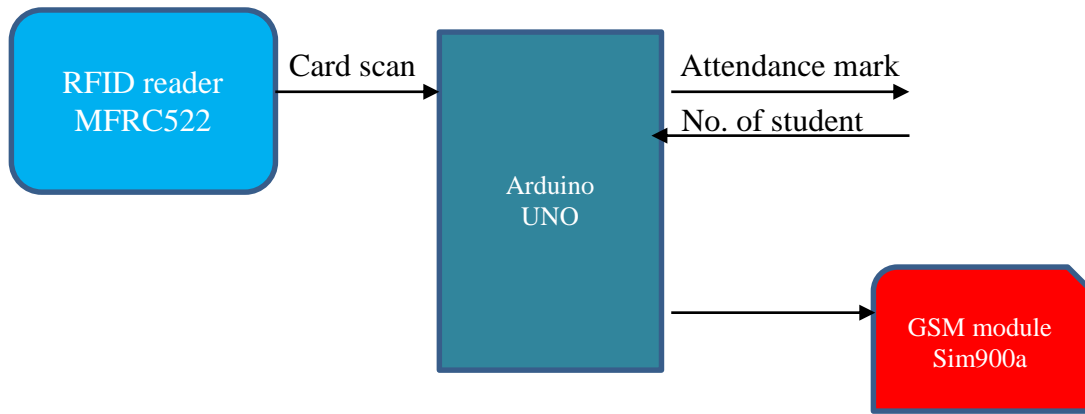 RFID reader
MFRC522
Card scan
Arduino
UNO
Attendance mark
No. of student
GSM module
Sim900a